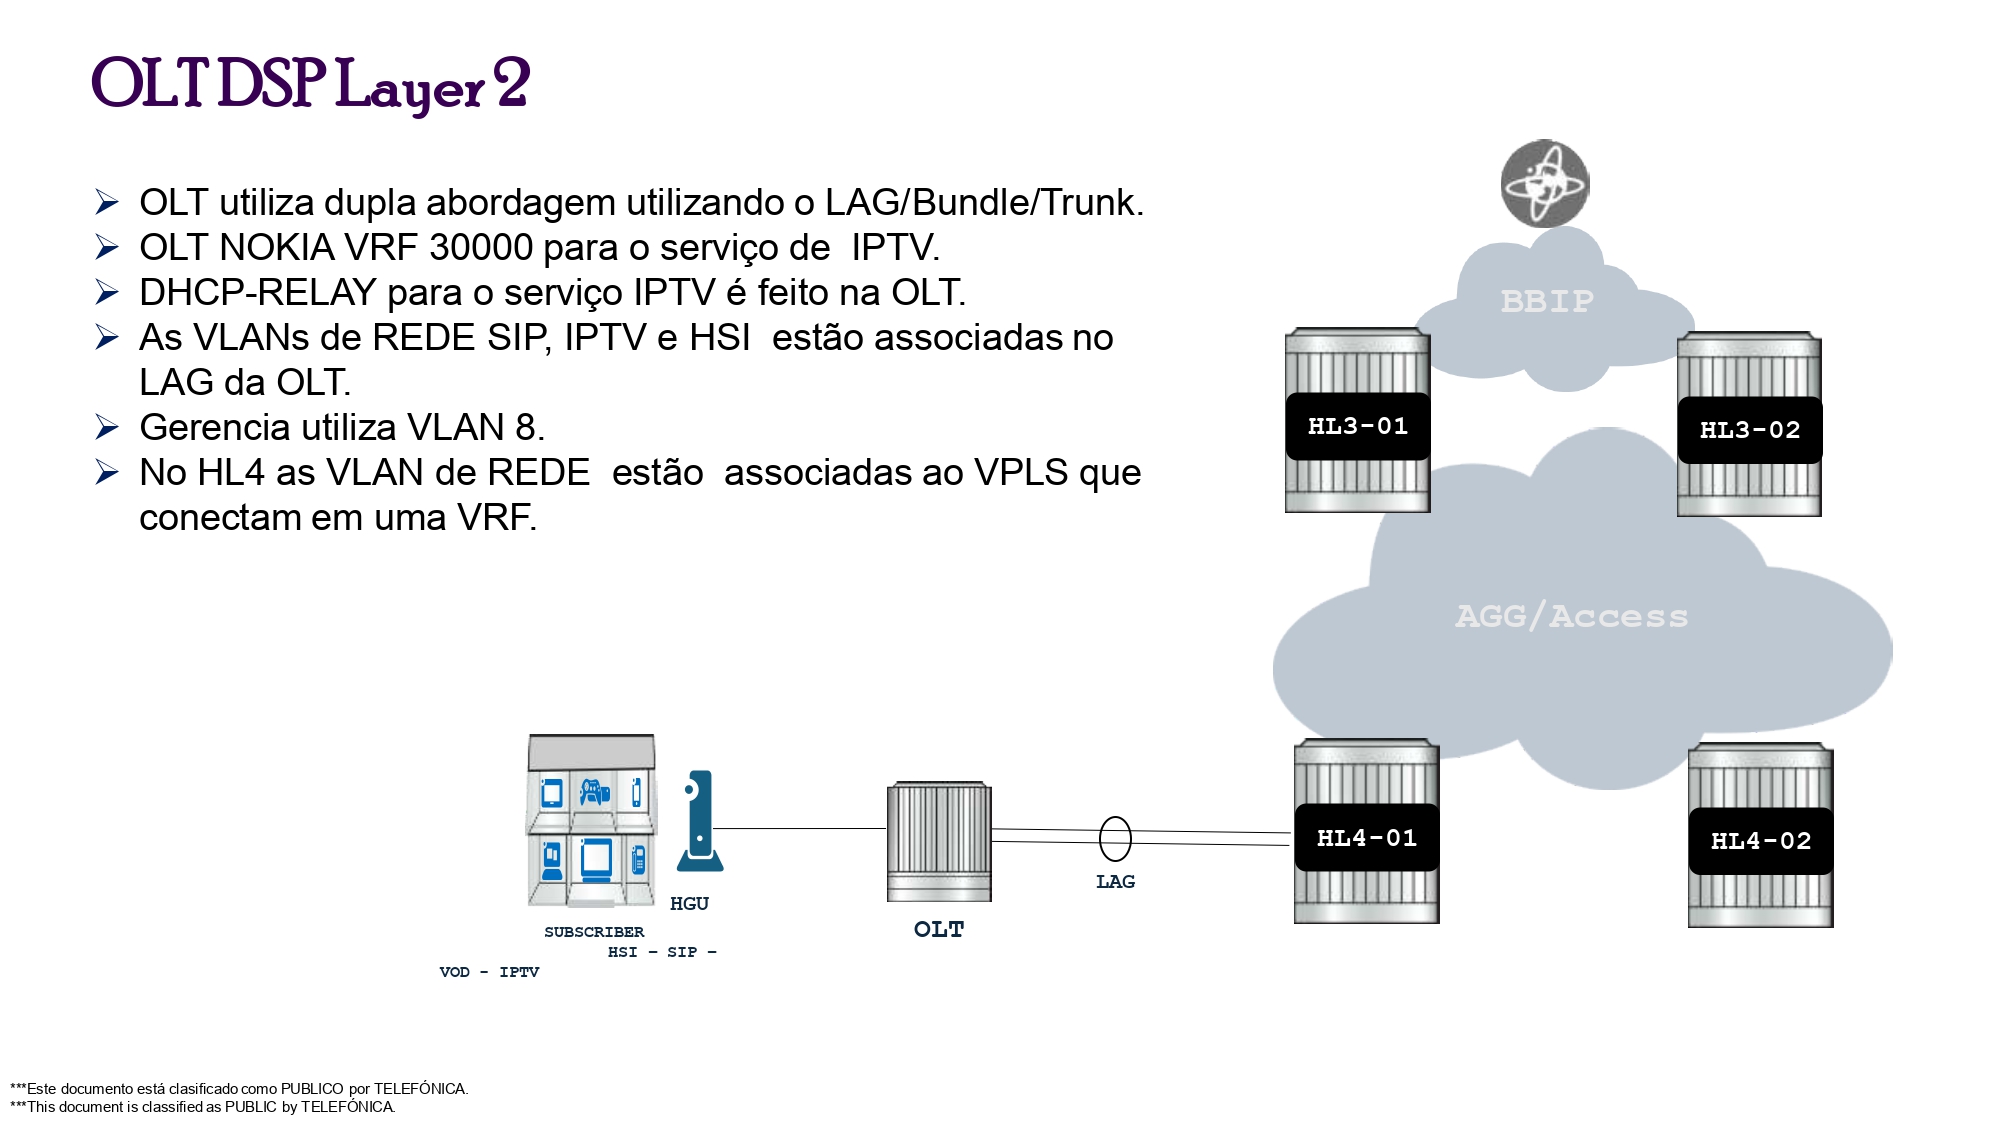 OLT DSP Layer 2
OLT utiliza dupla abordagem utilizando o LAG/Bundle/Trunk.
OLT NOKIA VRF 30000 para o serviço de  IPTV.
DHCP-RELAY para o serviço IPTV é feito na OLT.
As VLANs de REDE SIP, IPTV e HSI  estão associadas no
LAG da OLT.
Gerencia utiliza VLAN 8.
No HL4 as VLAN de REDE  estão  associadas ao VPLS que
conectam em uma VRF.
BBIP
HL3-01
HL3-02
AGG/Access
HL4-01
HL4-02
LAG
HGU
OLT
SUBSCRIBER
HSI – SIP –
VOD - IPTV
***Este documento está clasificado como PUBLICO por TELEFÓNICA.
***This document is classified as PUBLIC by TELEFÓNICA.